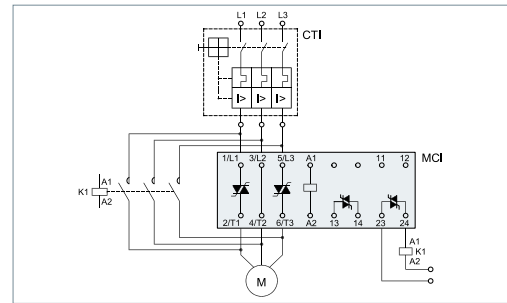 L1 L2 L3
CTI
I> I> I>
1/L1 3/L2 5/L3 A1 11 12
MCI
A1
K1
A2
2/T1 4/T2 6/T3 A2 13 14 23 24
A1
K1
A2
M